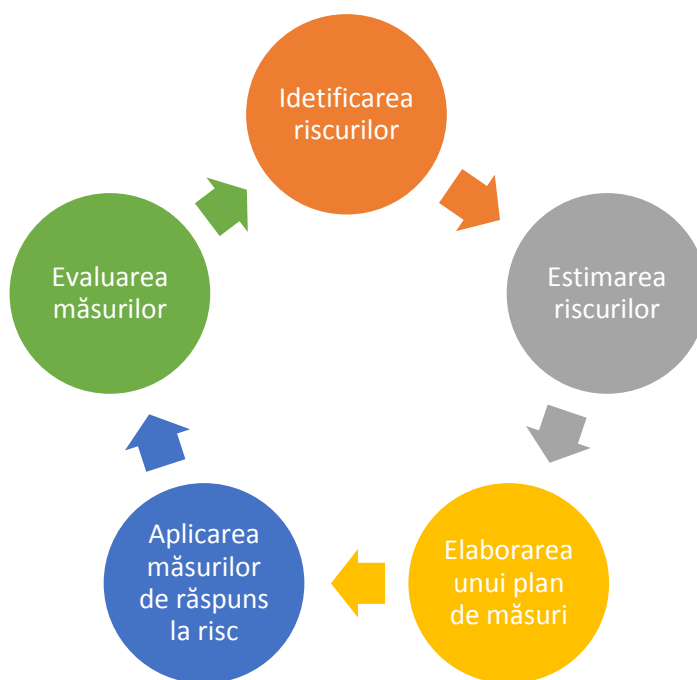 Idetificarea
riscurilor
Estimarea
riscurilor
Elaborarea
unui plan
de măsuri
Aplicarea
măsurilor
de răspuns
la risc
Evaluarea
măsurilor